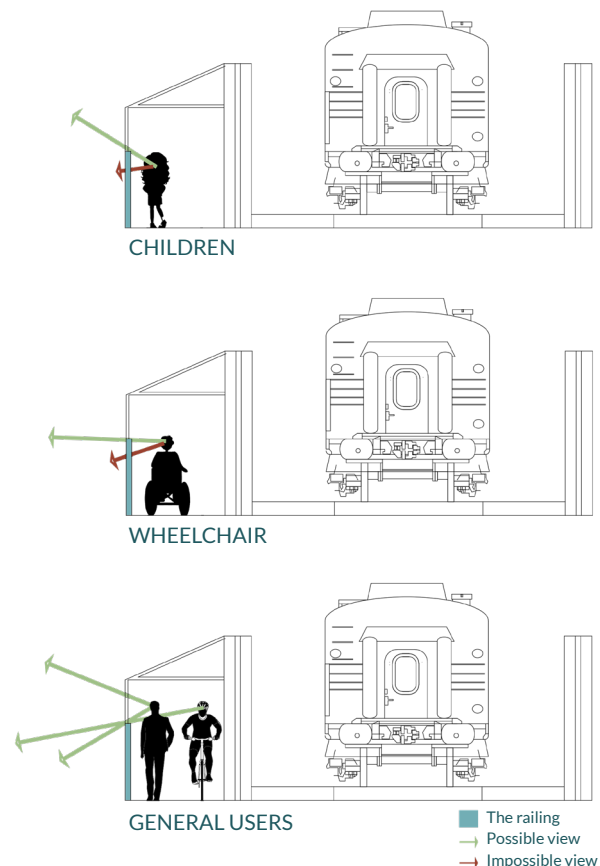 CHILDREN
WHEELCHAIR
GENERAL USERS
The railing
Possible view
Impossible view